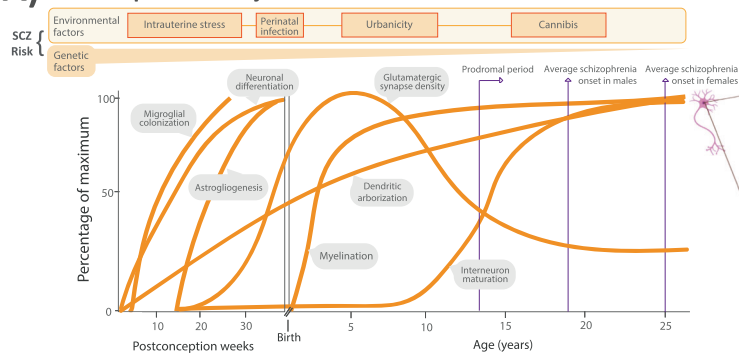 Environmental
factors
Intrauterine stress
Perinatal
infection
Urbanicity
Cannibis
SCZ
Risk
Genetic
factors
Neuronal
differentiation
Glutamatergic
synapse density
Prodromal period
Average schizophrenia
onset in males
Average schizophrenia
onset in females
Microglial
colonization
Astrogliogenesis
Dendritic
arborization
Myelination
Interneuron
maturation
Percentage of maximum
100
50
0
10
20
30
Birth
5
10
15
20
25
Postconception weeks
Age (years)